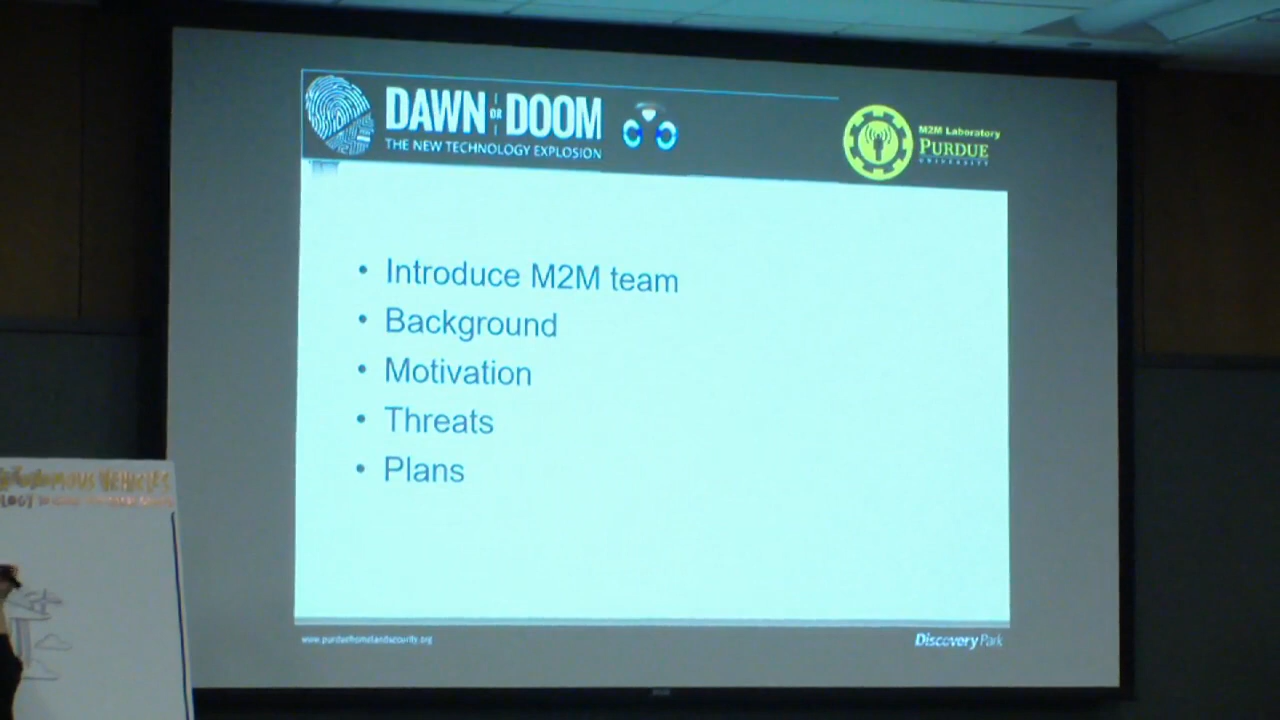 DAWN OR DOOM
THE NEW TECHNOLOGY EXPLOSION
M2M Laboratory
PURDUE
UNIVERSITY
• Introduce M2M team
• Background
• Motivation
• Threats
• Plans
www.purduehomelandsecurity.org
Discovery Park
VEHICLES